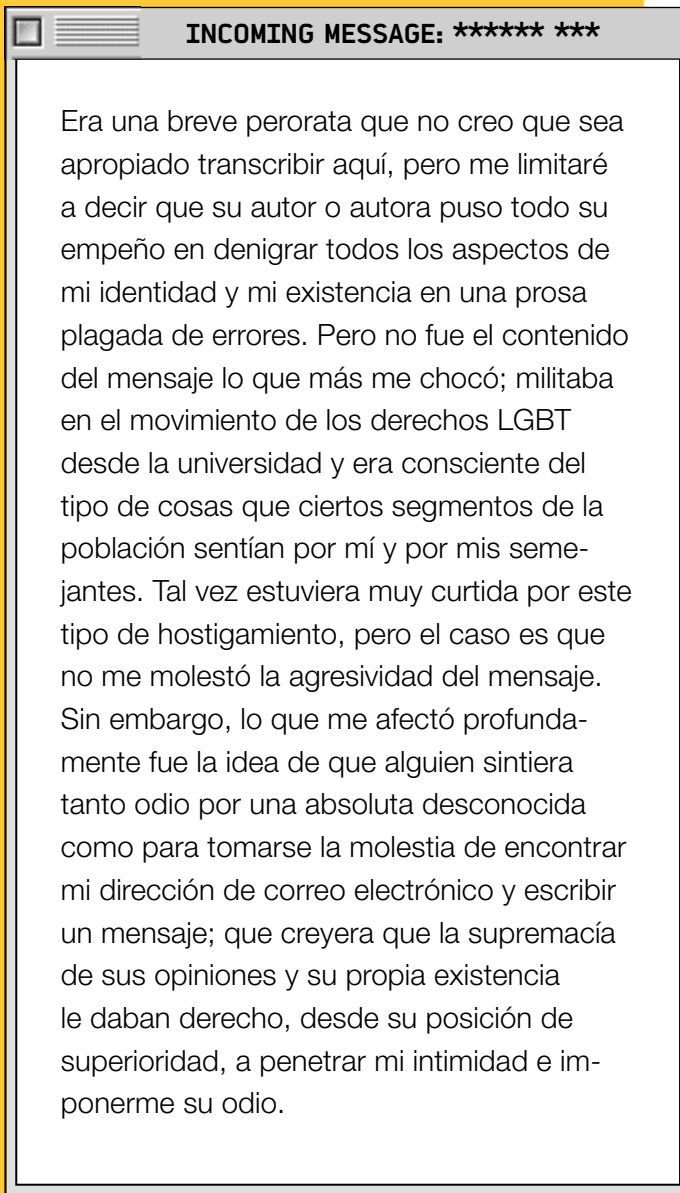 INCOMING MESSAGE: ****** ***
Era una breve perorata que no creo que sea
apropiado transcribir aquí, pero me limitaré
a decir que su autor o autora puso todo su
empeño en denigrar todos los aspectos de
mi identidad y mi existencia en una prosa
plagada de errores. Pero no fue el contenido
del mensaje lo que más me chocó; militaba
en el movimiento de los derechos LGBT
desde la universidad y era consciente del
tipo de cosas que ciertos segmentos de la
población sentían por mí y por mis seme-
jantes. Tal vez estuviera muy curtida por este
tipo de hostigamiento, pero el caso es que
no me molestó la agresividad del mensaje.
Sin embargo, lo que me afectó profunda-
mente fue la idea de que alguien sintiera
tanto odio por una absoluta desconocida
como para tomarse la molestia de encontrar
mi dirección de correo electrónico y escribir
un mensaje; que creyera que la supremacía
de sus opiniones y su propia existencia
le daban derecho, desde su posición de
superioridad, a penetrar mi intimidad e im-
ponerme su odio.